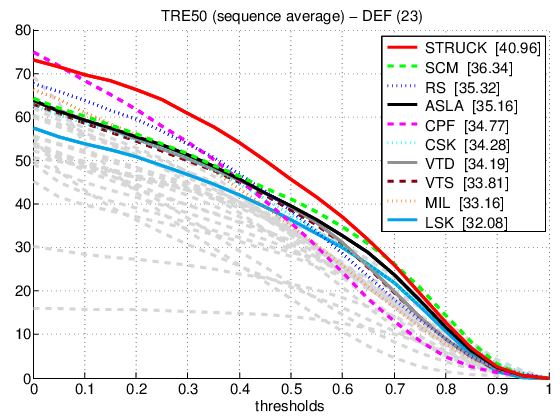 TRE50 (sequence average) – DEF (23)
80
70
60
50
40
30
20
10
0
STRUCK [40.96]
SCM [36.34]
RS [35.32]
ASLA [35.16]
CPF [34.77]
CSK [34.28]
VTD [34.19]
VTS [33.81]
MIL [33.16]
LSK [32.08]
0 0.1 0.2 0.3 0.4 0.5 0.6 0.7 0.8 0.9 1
thresholds